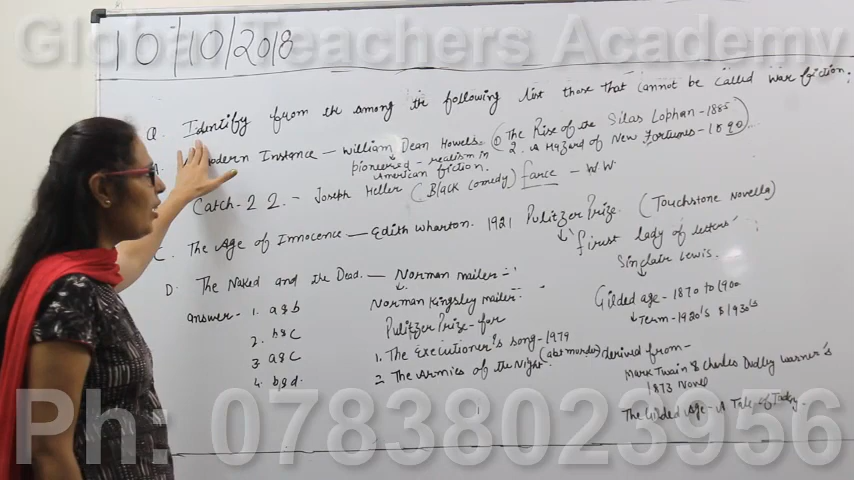 Global Teachers Academy
10/10/2018
Q. Identify from the among the following list those that cannot be called war fiction.
A. Modern Instance - William Dean Howels. (1) The Rise of the Silas Lophan - 1885
pioneered - realism in American fiction. 2. A Hazard of New Fortunes - 1890)
Catch-22. - Joseph Heller (Black Comedy) farce - W.W
C. The Age of Innocence - Edith Wharton. 1921 Pulitzer Prize. (Touchstone Novella)
First Lady of letters
Sinclair Lewis.
D. The Naked and the Dead. - Norman mailer -
Norman Kingsley mailer
Pulitzer Prize - for
1. The Executioner's song - 1979
2. The Armies of the Night.
answer - 1. a & b
2. b & c
3. a & c
4. b & d.
Gilded age - 1870 to 1900
Term - 1920's & 1930's
derived from -
Mark Twain & Charles Dudley Warner's
1873 Novel
The Gilded Age - A Tale of Today.
Ph: 07838023956